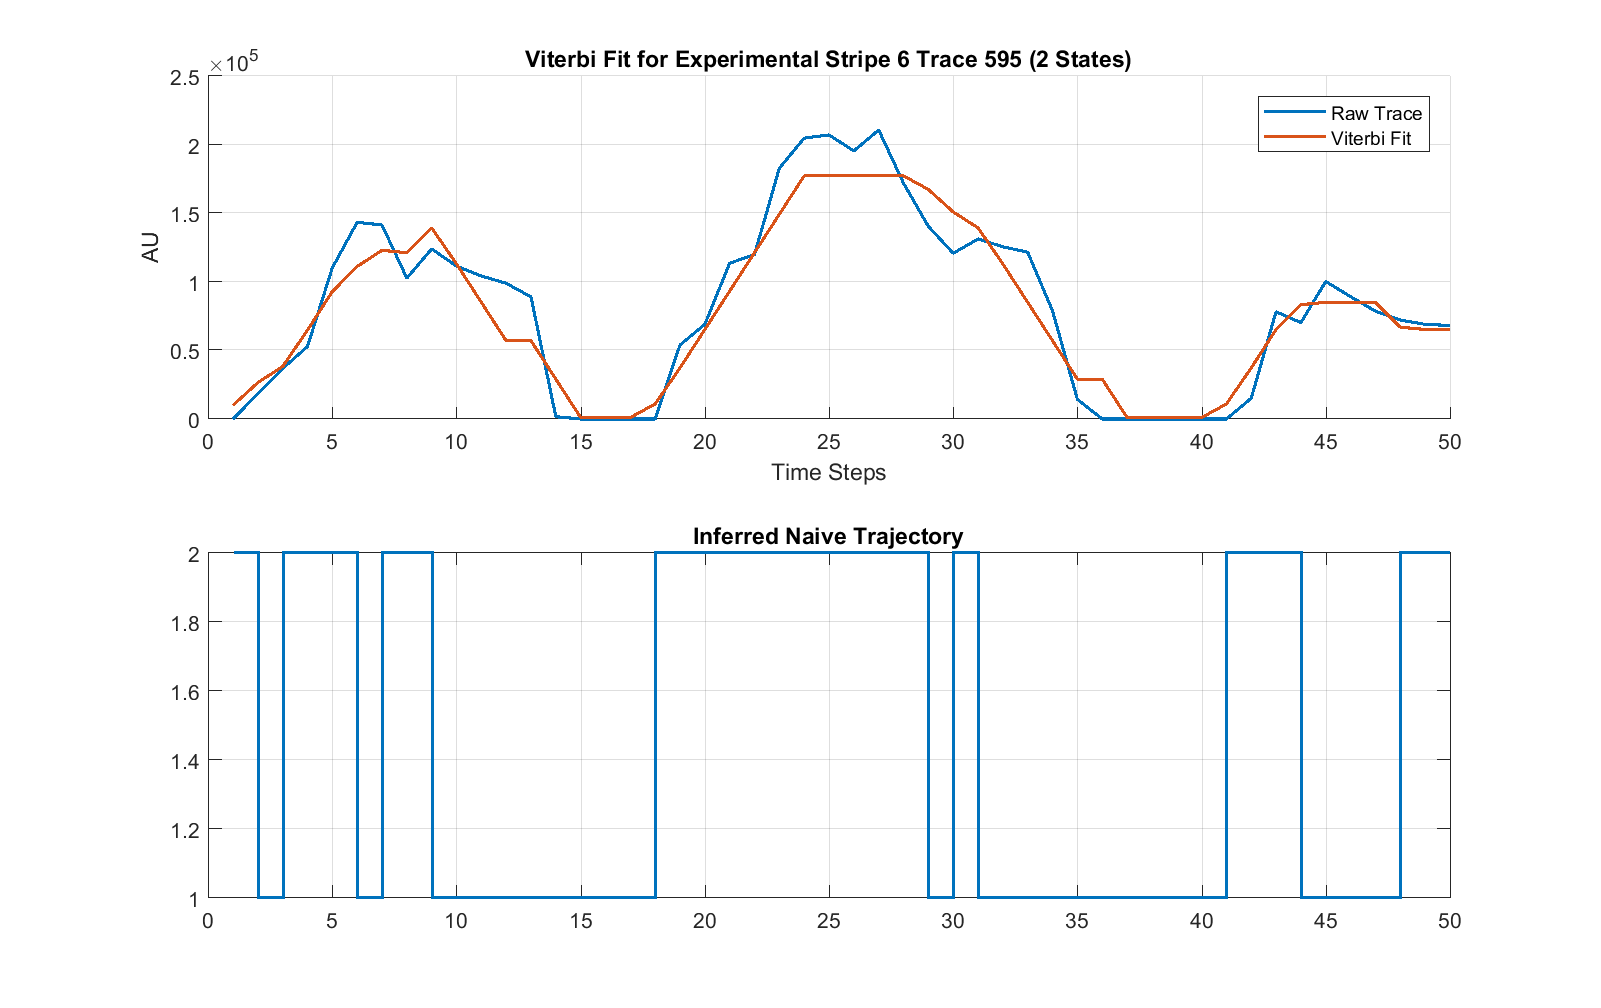 Viterbi Fit for Experimental Stripe 6 Trace 595 (2 States)
×10^5
2.5
2
1.5
1
0.5
0
AU
Raw Trace
Viterbi Fit
0 5 10 15 20 25 30 35 40 45 50
Time Steps
Inferred Naive Trajectory
2
1.8
1.6
1.4
1.2
1
0 5 10 15 20 25 30 35 40 45 50